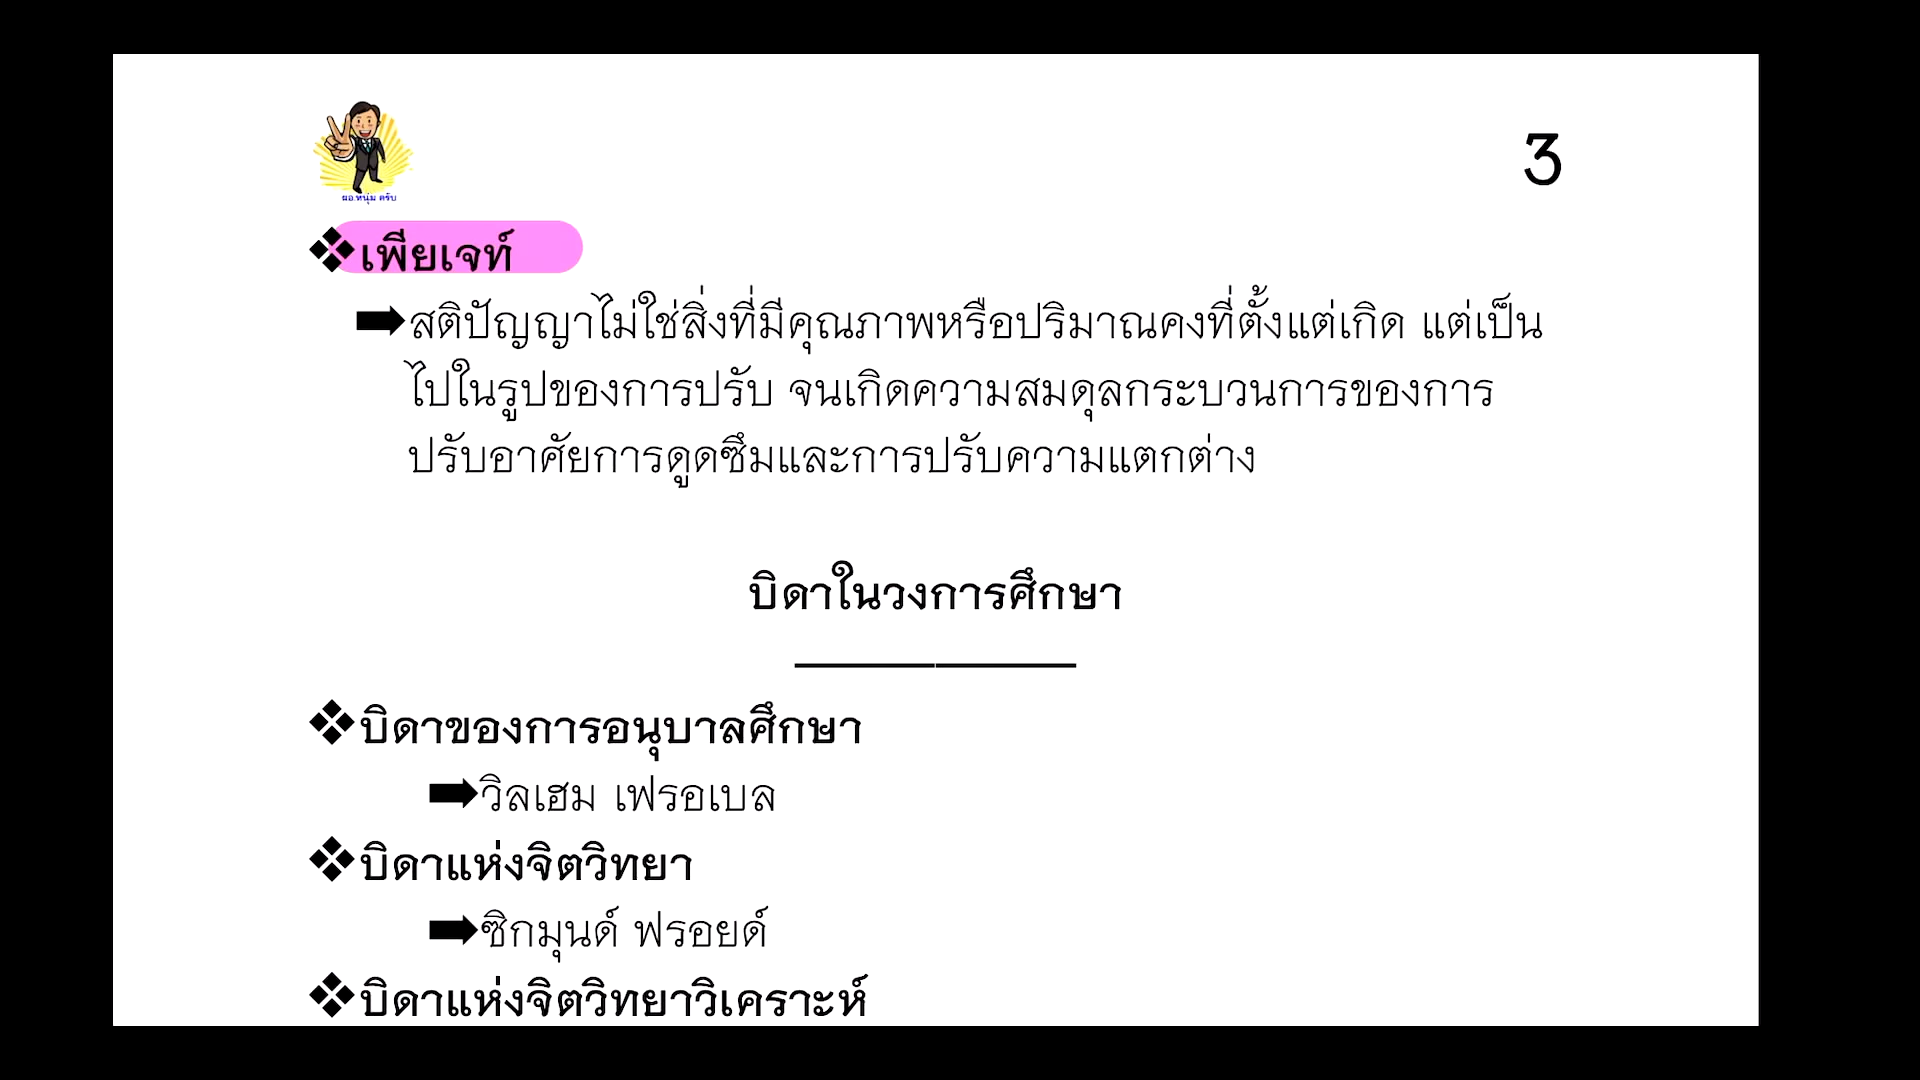 ผอ.หนุ่ม ครับ
3
❖เพียเจท์
➡สติปัญญาไม่ใช่สิ่งที่มีคุณภาพหรือปริมาณคงที่ตั้งแต่เกิด แต่เป็น
ไปในรูปของการปรับ จนเกิดความสมดุลกระบวนการของการ
ปรับอาศัยการดูดซึมและการปรับความแตกต่าง
บิดาในวงการศึกษา
❖บิดาของการอนุบาลศึกษา
➡วิลเฮม เฟรอเบล
❖บิดาแห่งจิตวิทยา
➡ซิกมุนด์ ฟรอยด์
❖บิดาแห่งจิตวิทยาวิเคราะห์